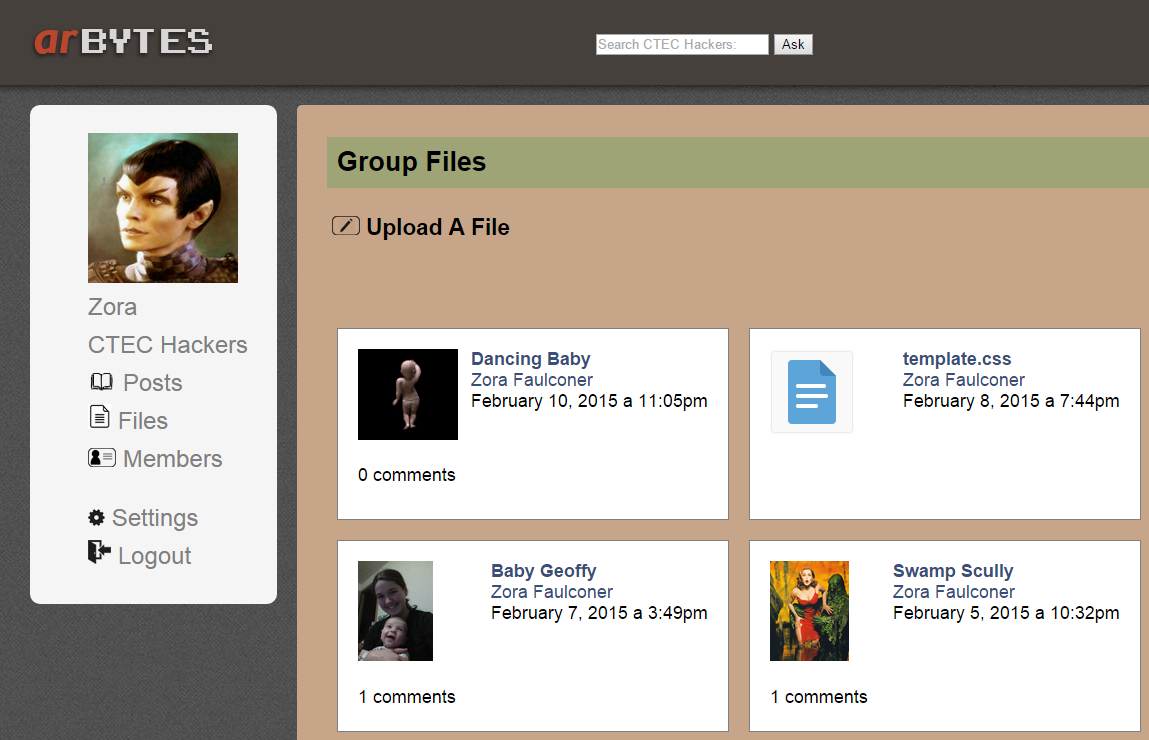 arBYTES
Search CTEC Hackers:
Ask
Zora
CTEC Hackers
Posts
Files
Members
Settings
Logout
Group Files
Upload A File
Dancing Baby
Zora Faulconer
February 10, 2015 a 11:05pm
0 comments
template.css
Zora Faulconer
February 8, 2015 a 7:44pm
Baby Geoffy
Zora Faulconer
February 7, 2015 a 3:49pm
1 comments
Swamp Scully
Zora Faulconer
February 5, 2015 a 10:32pm
1 comments